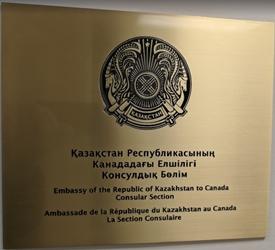 ҚАЗАҚСТАН
Қазақстан Республикасының
Канададағы Елшілігі
Консулдық Бөлім
Embassy of the Republic of Kazakhstan to Canada
Consular Section
Ambassade de la République du Kazakhstan au Canada
La Section Consulaire